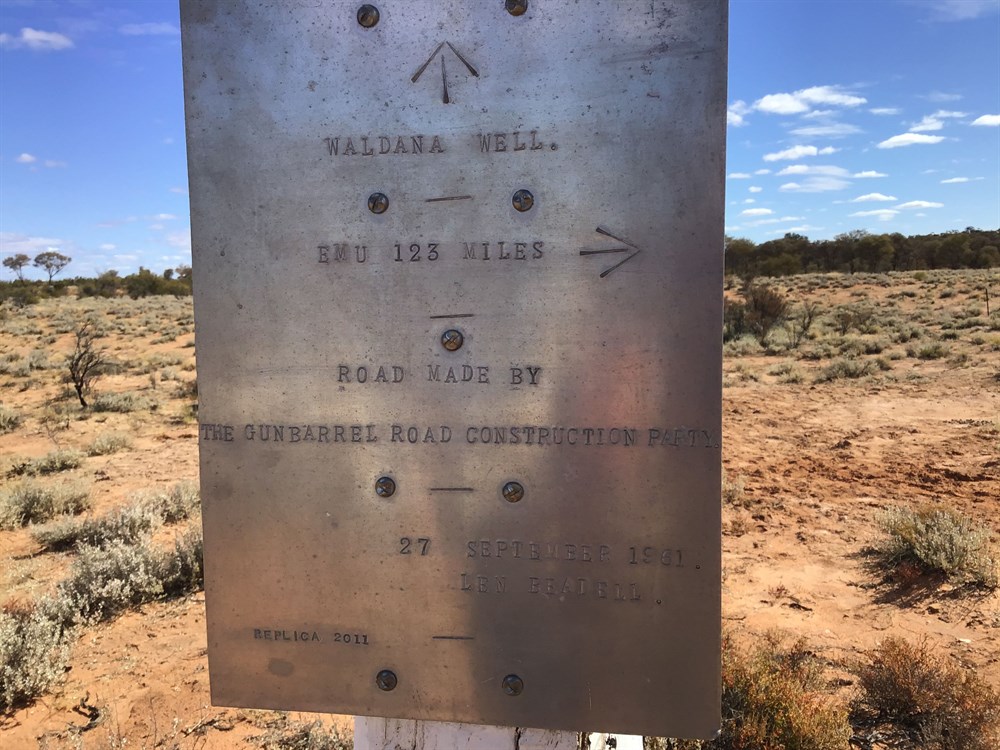 WALDANA WELL.
EMU 123 MILES
ROAD MADE BY
THE GUNBARREL ROAD CONSTRUCTION PARTY.
27 SEPTEMBER 1961.
LEN BEADELL.
REPLICA 2011